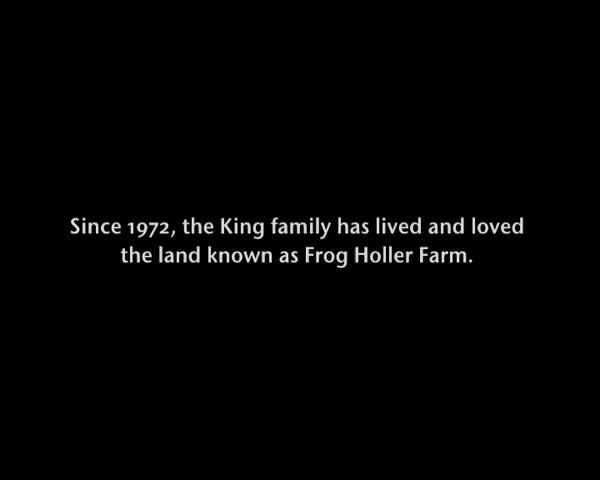 Since 1972, the King family has lived and loved
the land known as Frog Holler Farm.